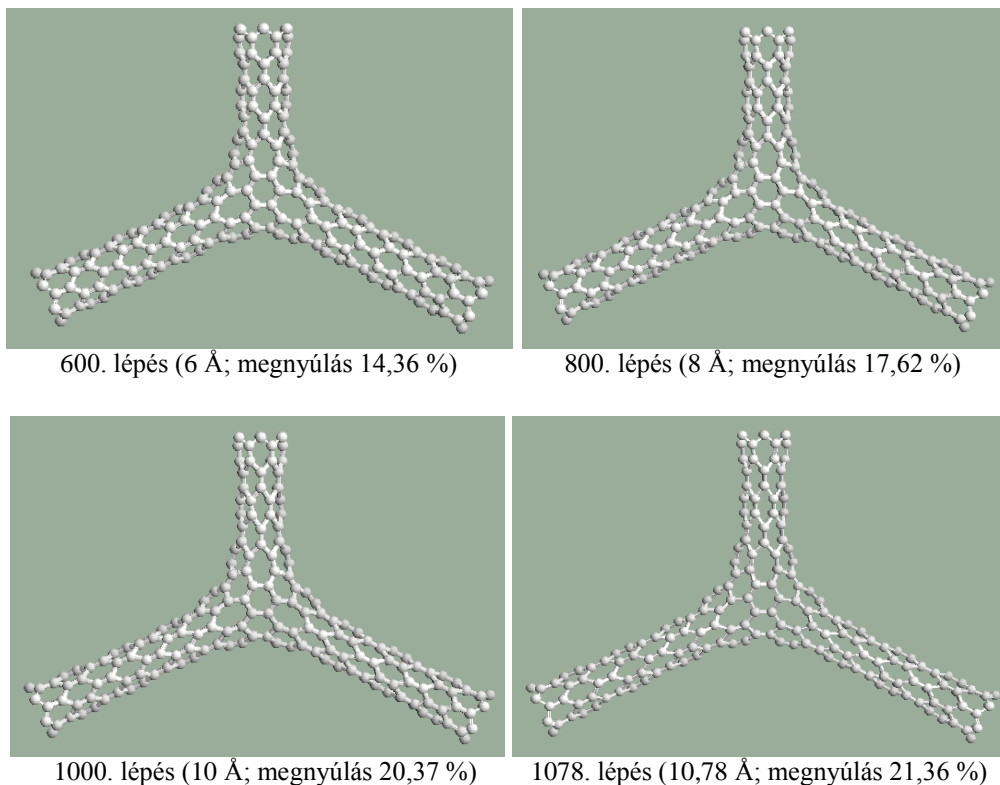 600. lépés (6 Å; megnyúlás 14,36 %)
800. lépés (8 Å; megnyúlás 17,62 %)
1000. lépés (10 Å; megnyúlás 20,37 %)
1078. lépés (10,78 Å; megnyúlás 21,36 %)